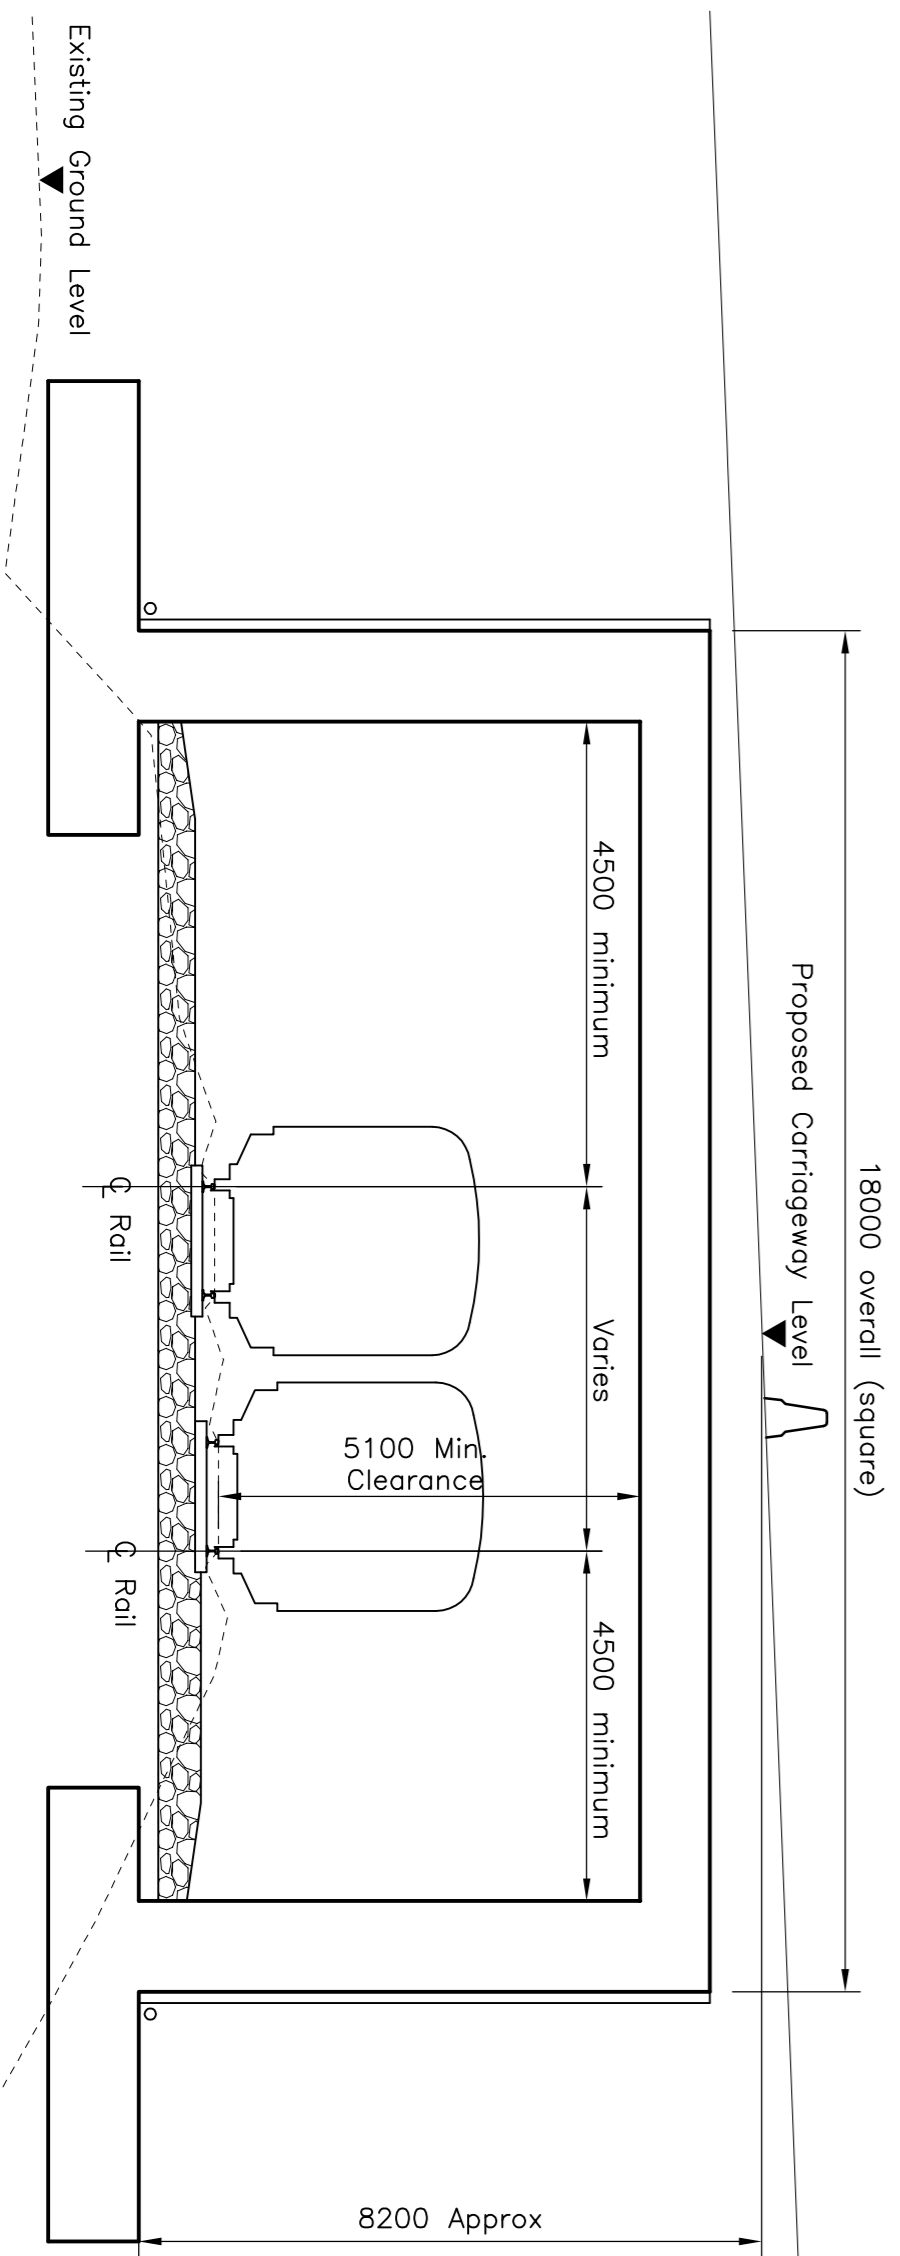 18000 overall (square)
Proposed Carriageway Level
4500 minimum
Varies
4500 minimum
5100 Min.
Clearance
8200 Approx
Existing Ground Level
℄ Rail
℄ Rail